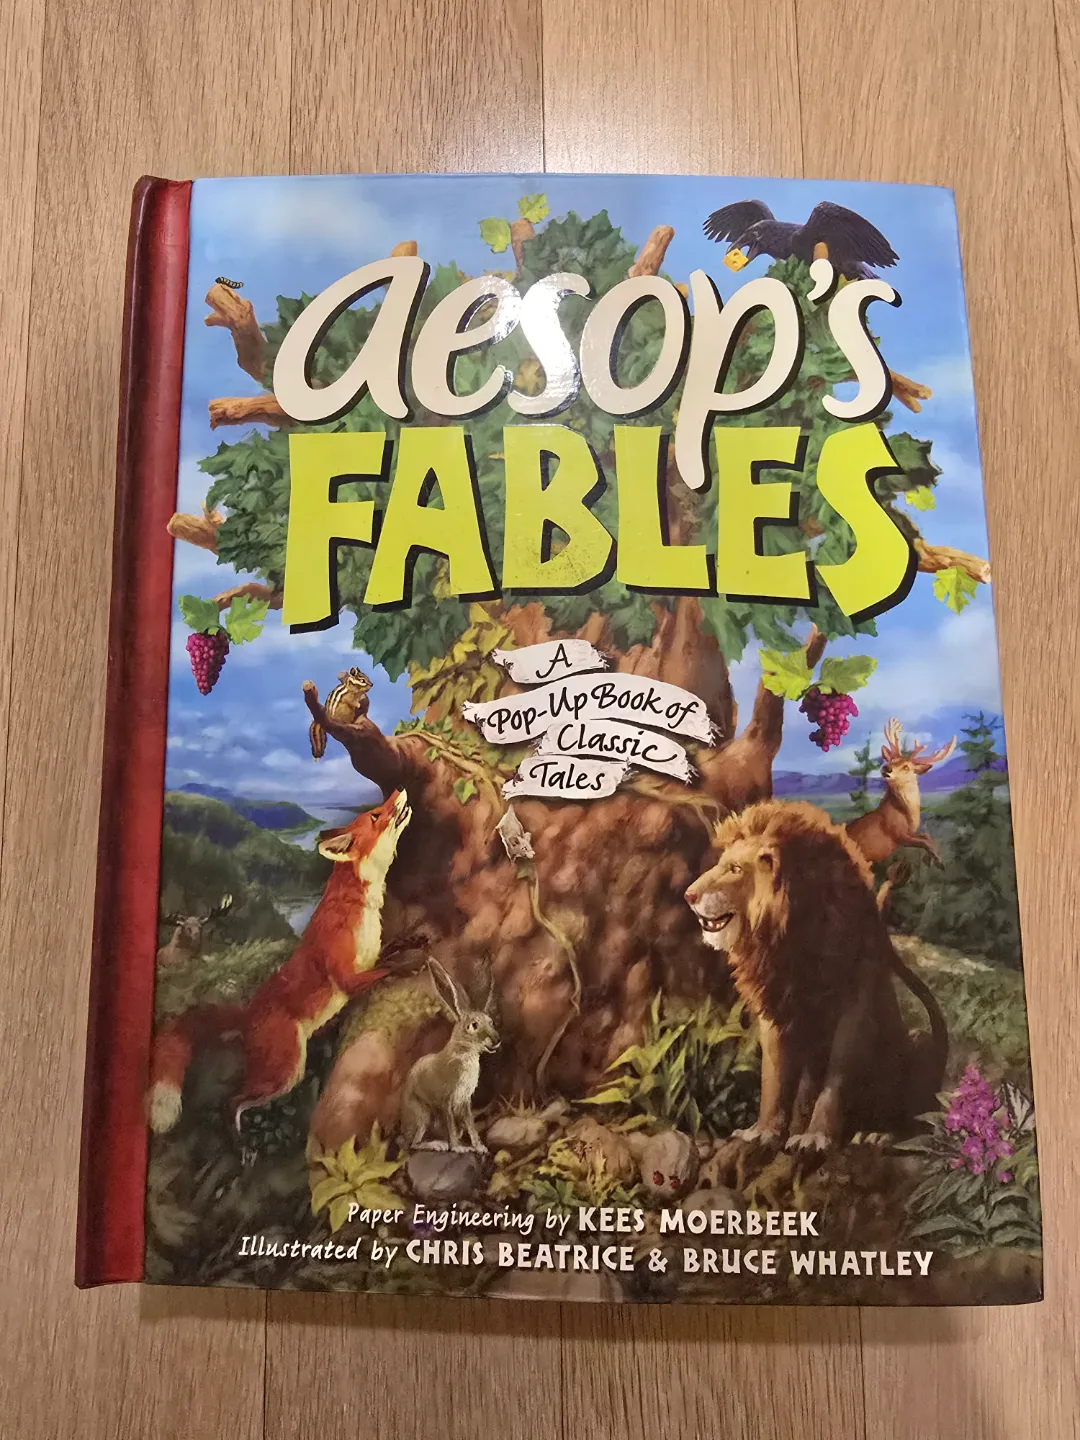 aesop's
FABLES
A
Pop-Up Book of
Classic
Tales
Paper Engineering by KEES MOERBEEK
Illustrated by CHRIS BEATRICE & BRUCE WHATLEY